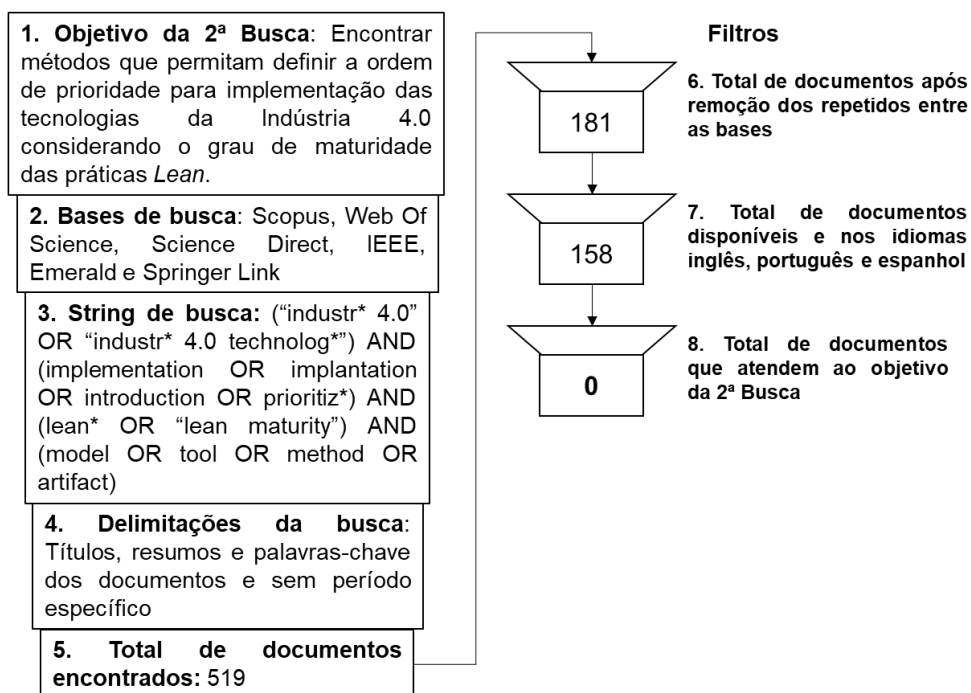 1. Objetivo da 2ª Busca: Encontrar
métodos que permitam definir a ordem
de prioridade para implementação das
tecnologias da Indústria 4.0
considerando o grau de maturidade
das práticas Lean.
2. Bases de busca: Scopus, Web Of
Science, Science Direct, IEEE,
Emerald e Springer Link
3. String de busca: (“industr* 4.0”
OR “industr* 4.0 technolog*”) AND
(implementation OR implantation
OR introduction OR prioritiz*) AND
(lean* OR “lean maturity”) AND
(model OR tool OR method OR
artifact)
4. Delimitações da busca:
Títulos, resumos e palavras-chave
dos documentos e sem período
específico
5. Total de documentos
encontrados: 519
Filtros
181
6. Total de documentos após
remoção dos repetidos entre
as bases
158
7. Total de documentos
disponíveis e nos idiomas
inglês, português e espanhol
0
8. Total de documentos
que atendem ao objetivo
da 2ª Busca